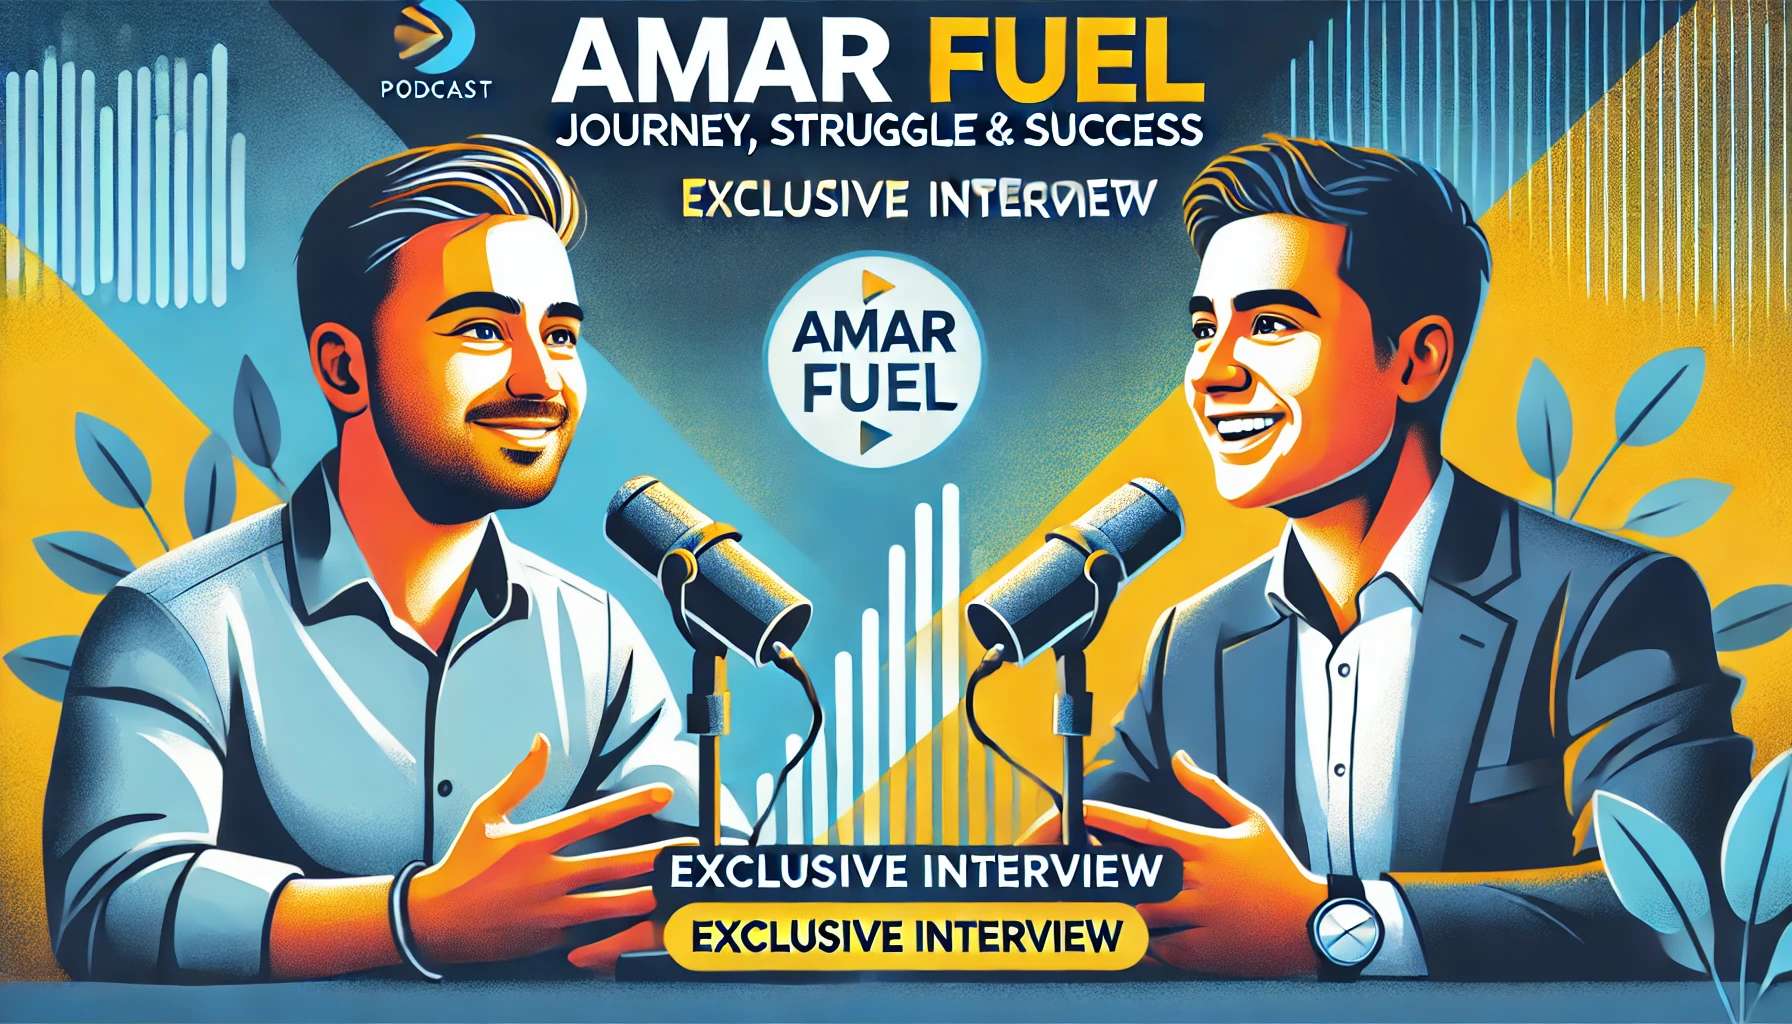 PODCAST
AMAR FUEL
JOURNEY, STRUGGLE & SUCCESS
EXCLUSIVE INTERVIEW
AMAR
FUEL
EXCLUSIVE INTERVIEW
EXCLUSIVE INTERVIEW